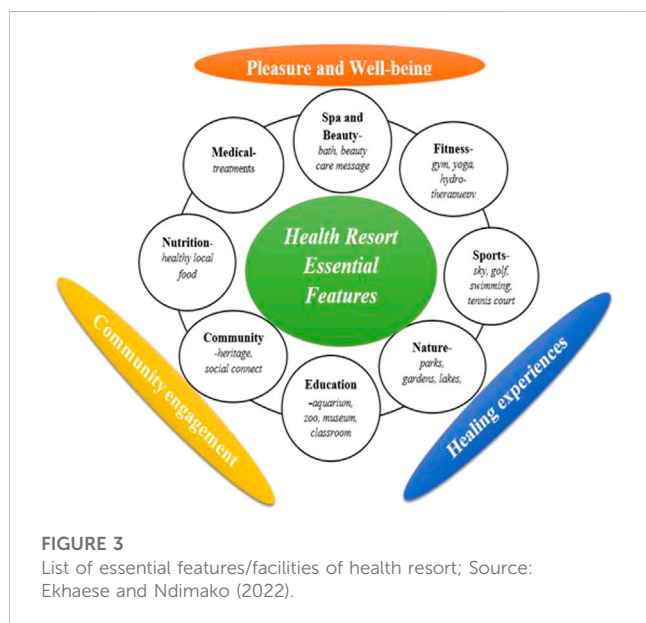 Pleasure and Well-being
Spa and
Beauty-
bath, beauty
care message
Medical-
treatments
Fitness-
gym, yoga,
hydro-
therapuepy
Nutrition-
healthy local
food
Health Resort
Essential
Features
Sports-
sky, golf,
swimming,
tennis court
Community
-heritage,
social connect
Nature-
parks,
gardens, lakes,
Education
-aquarium,
zoo, museum,
classroom
Community engagement
Healing experiences
FIGURE 3
List of essential features/facilities of health resort; Source:
Ekhaese and Ndimako (2022).